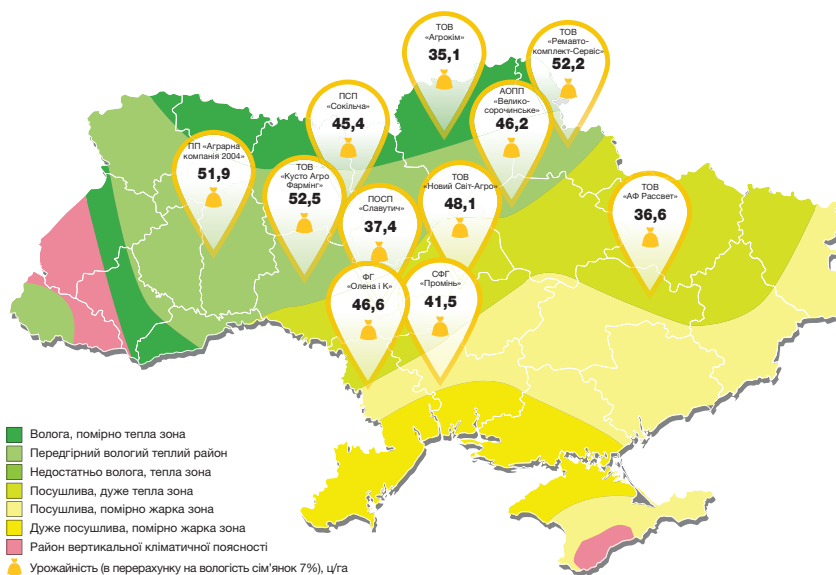 ТОВ
«Агрокім»
35,1
ТОВ
«Ремавто-
комплект-Сервіс»
52,2
ПСП
«Сокільча»
45,4
АОПП
«Велико-
сорочинське»
46,2
ПП «Аграрна
компанія 2004»
51,9
ТОВ
«Кусто Агро
Фармінг»
52,5
ПОСП
«Славутич»
37,4
ТОВ
«Новий Світ-Агро»
48,1
ТОВ
«АФ Рассвет»
36,6
ФГ
«Олена і К»
46,6
СФГ
«Промінь»
41,5
Волога, помірно тепла зона
Передгірний вологий теплий район
Недостатньо волога, тепла зона
Посушлива, дуже тепла зона
Посушлива, помірно жарка зона
Дуже посушлива, помірно жарка зона
Район вертикальної кліматичної поясності
Урожайність (в перерахунку на вологість сім'янок 7%), ц/га